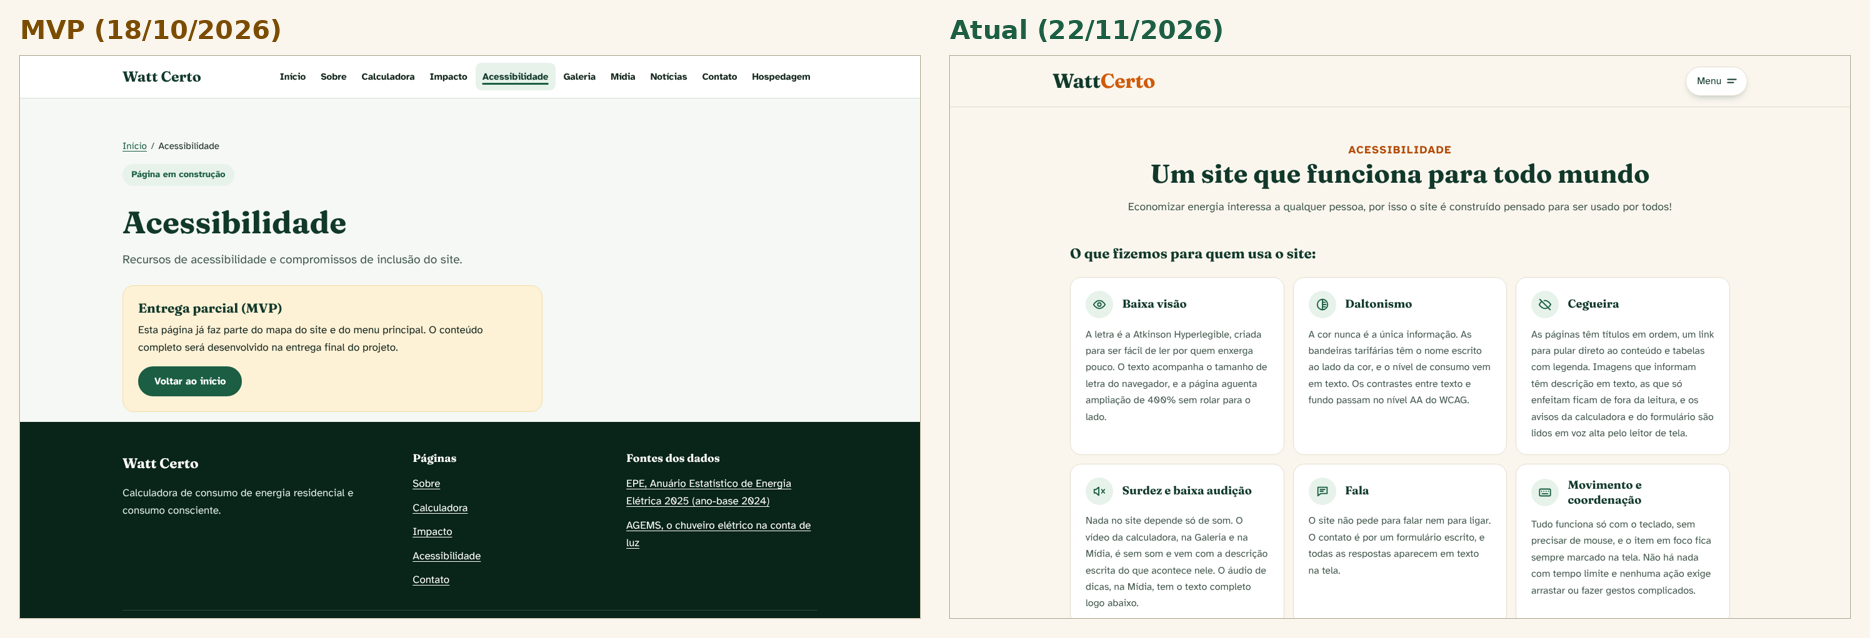 MVP (18/10/2026)
Watt Certo
Início
Sobre
Calculadora
Impacto
Acessibilidade
Galeria
Mídia
Notícias
Contato
Hospedagem
Início / Acessibilidade
Página em construção
Acessibilidade
Recursos de acessibilidade e compromissos de inclusão do site.
Entrega parcial (MVP)
Esta página já faz parte do mapa do site e do menu principal. O conteúdo
completo será desenvolvido na entrega final do projeto.
Voltar ao início
Watt Certo
Calculadora de consumo de energia residencial e
consumo consciente.
Páginas
Sobre
Calculadora
Impacto
Acessibilidade
Contato
Fontes dos dados
EPE, Anuário Estatístico de Energia
Elétrica 2025 (ano-base 2024)
AGEMS, o chuveiro elétrico na conta de
luz
Atual (22/11/2026)
WattCerto
Menu
ACESSIBILIDADE
Um site que funciona para todo mundo
Economizar energia interessa a qualquer pessoa, por isso o site é construído pensado para ser usado por todos!
O que fizemos para quem usa o site:
Baixa visão
A letra é a Atkinson Hyperlegible, criada
para ser fácil de ler por quem enxerga
pouco. O texto acompanha o tamanho de
letra do navegador, e a página aguenta
ampliação de 400% sem rolar para o
lado.
Daltonismo
A cor nunca é a única informação. As
bandeiras tarifárias têm o nome escrito
ao lado da cor, e o nível de consumo vem
em texto. Os contrastes entre texto e
fundo passam no nível AA do WCAG.
Cegueira
As páginas têm títulos em ordem, um link
para pular direto ao conteúdo e tabelas
com legenda. Imagens que informam
têm descrição em texto, as que só
enfeitam ficam de fora da leitura, e os
avisos da calculadora e do formulário são
lidos em voz alta pelo leitor de tela.
Surdez e baixa audição
Nada no site depende só de som. O
vídeo da calculadora, na Galeria e na
Mídia, é sem som e vem com a descrição
escrita do que acontece nele. O áudio de
dicas, na Mídia, tem o texto completo
logo abaixo.
Fala
O site não pede para falar nem para ligar.
O contato é por um formulário escrito, e
todas as respostas aparecem em texto
na tela.
Movimento e
coordenação
Tudo funciona só com o teclado, sem
precisar de mouse, e o item em foco fica
sempre marcado na tela. Não há nada
com tempo limite e nenhuma ação exige
arrastar ou fazer gestos complicados.